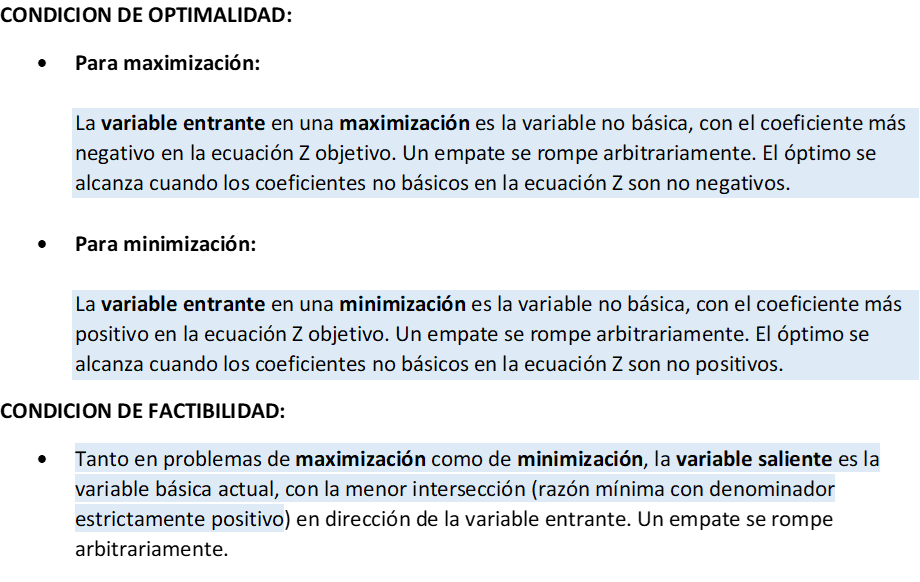 CONDICION DE OPTIMALIDAD:
• Para maximización:
La variable entrante en una maximización es la variable no básica, con el coeficiente más
negativo en la ecuación Z objetivo. Un empate se rompe arbitrariamente. El óptimo se
alcanza cuando los coeficientes no básicos en la ecuación Z son no negativos.
• Para minimización:
La variable entrante en una minimización es la variable no básica, con el coeficiente más
positivo en la ecuación Z objetivo. Un empate se rompe arbitrariamente. El óptimo se
alcanza cuando los coeficientes no básicos en la ecuación Z son no positivos.
CONDICION DE FACTIBILIDAD:
• Tanto en problemas de maximización como de minimización, la variable saliente es la
variable básica actual, con la menor intersección (razón mínima con denominador
estrictamente positivo) en dirección de la variable entrante. Un empate se rompe
arbitrariamente.